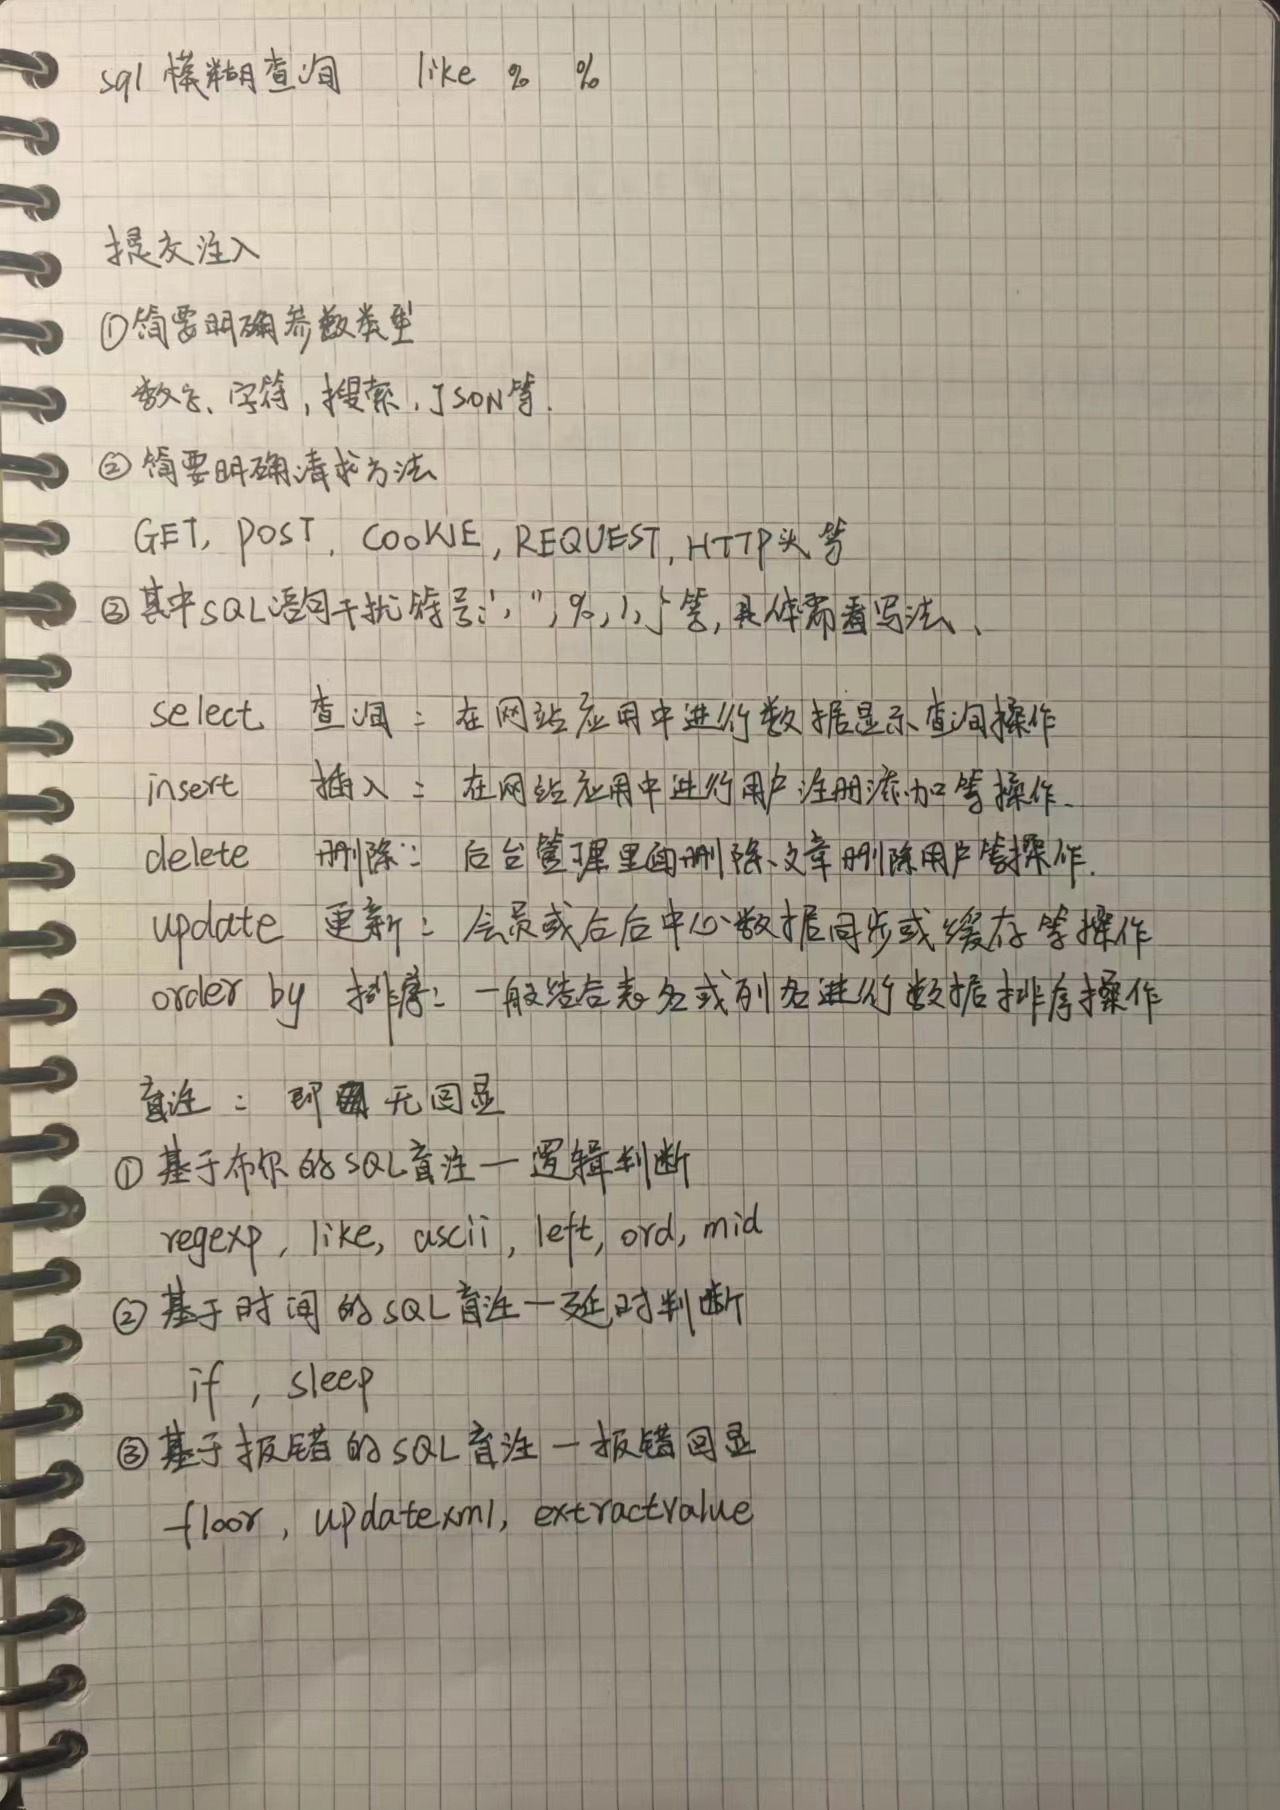 sql 模糊查询 like % %
提交注入
①简要明确参数类型
数字、字符,搜索,JSON等.
②简要明确请求方法
GET, POST, COOKIE, REQUEST, HTTP头等
③其中SQL语句干扰符号:', ", %, ), }等,具体需看写法、
select 查询: 在网站应用中进行数据显示查询操作
insert 插入: 在网站应用中进行用户注册添加等操作.
delete 删除: 后台管理里面删除文章删除用户等操作.
update 更新: 会员或后台中心数据同步或缓存等操作
order by 排序: 一般结合表名或列名进行数据排序操作
盲注: 即无回显
①基于布尔的SQL盲注一逻辑判断
regexp, like, ascii, left, ord, mid
②基于时间的SQL盲注一延时判断
if, sleep
③基于报错的SQL盲注一报错回显
floor, updatexml, extractvalue